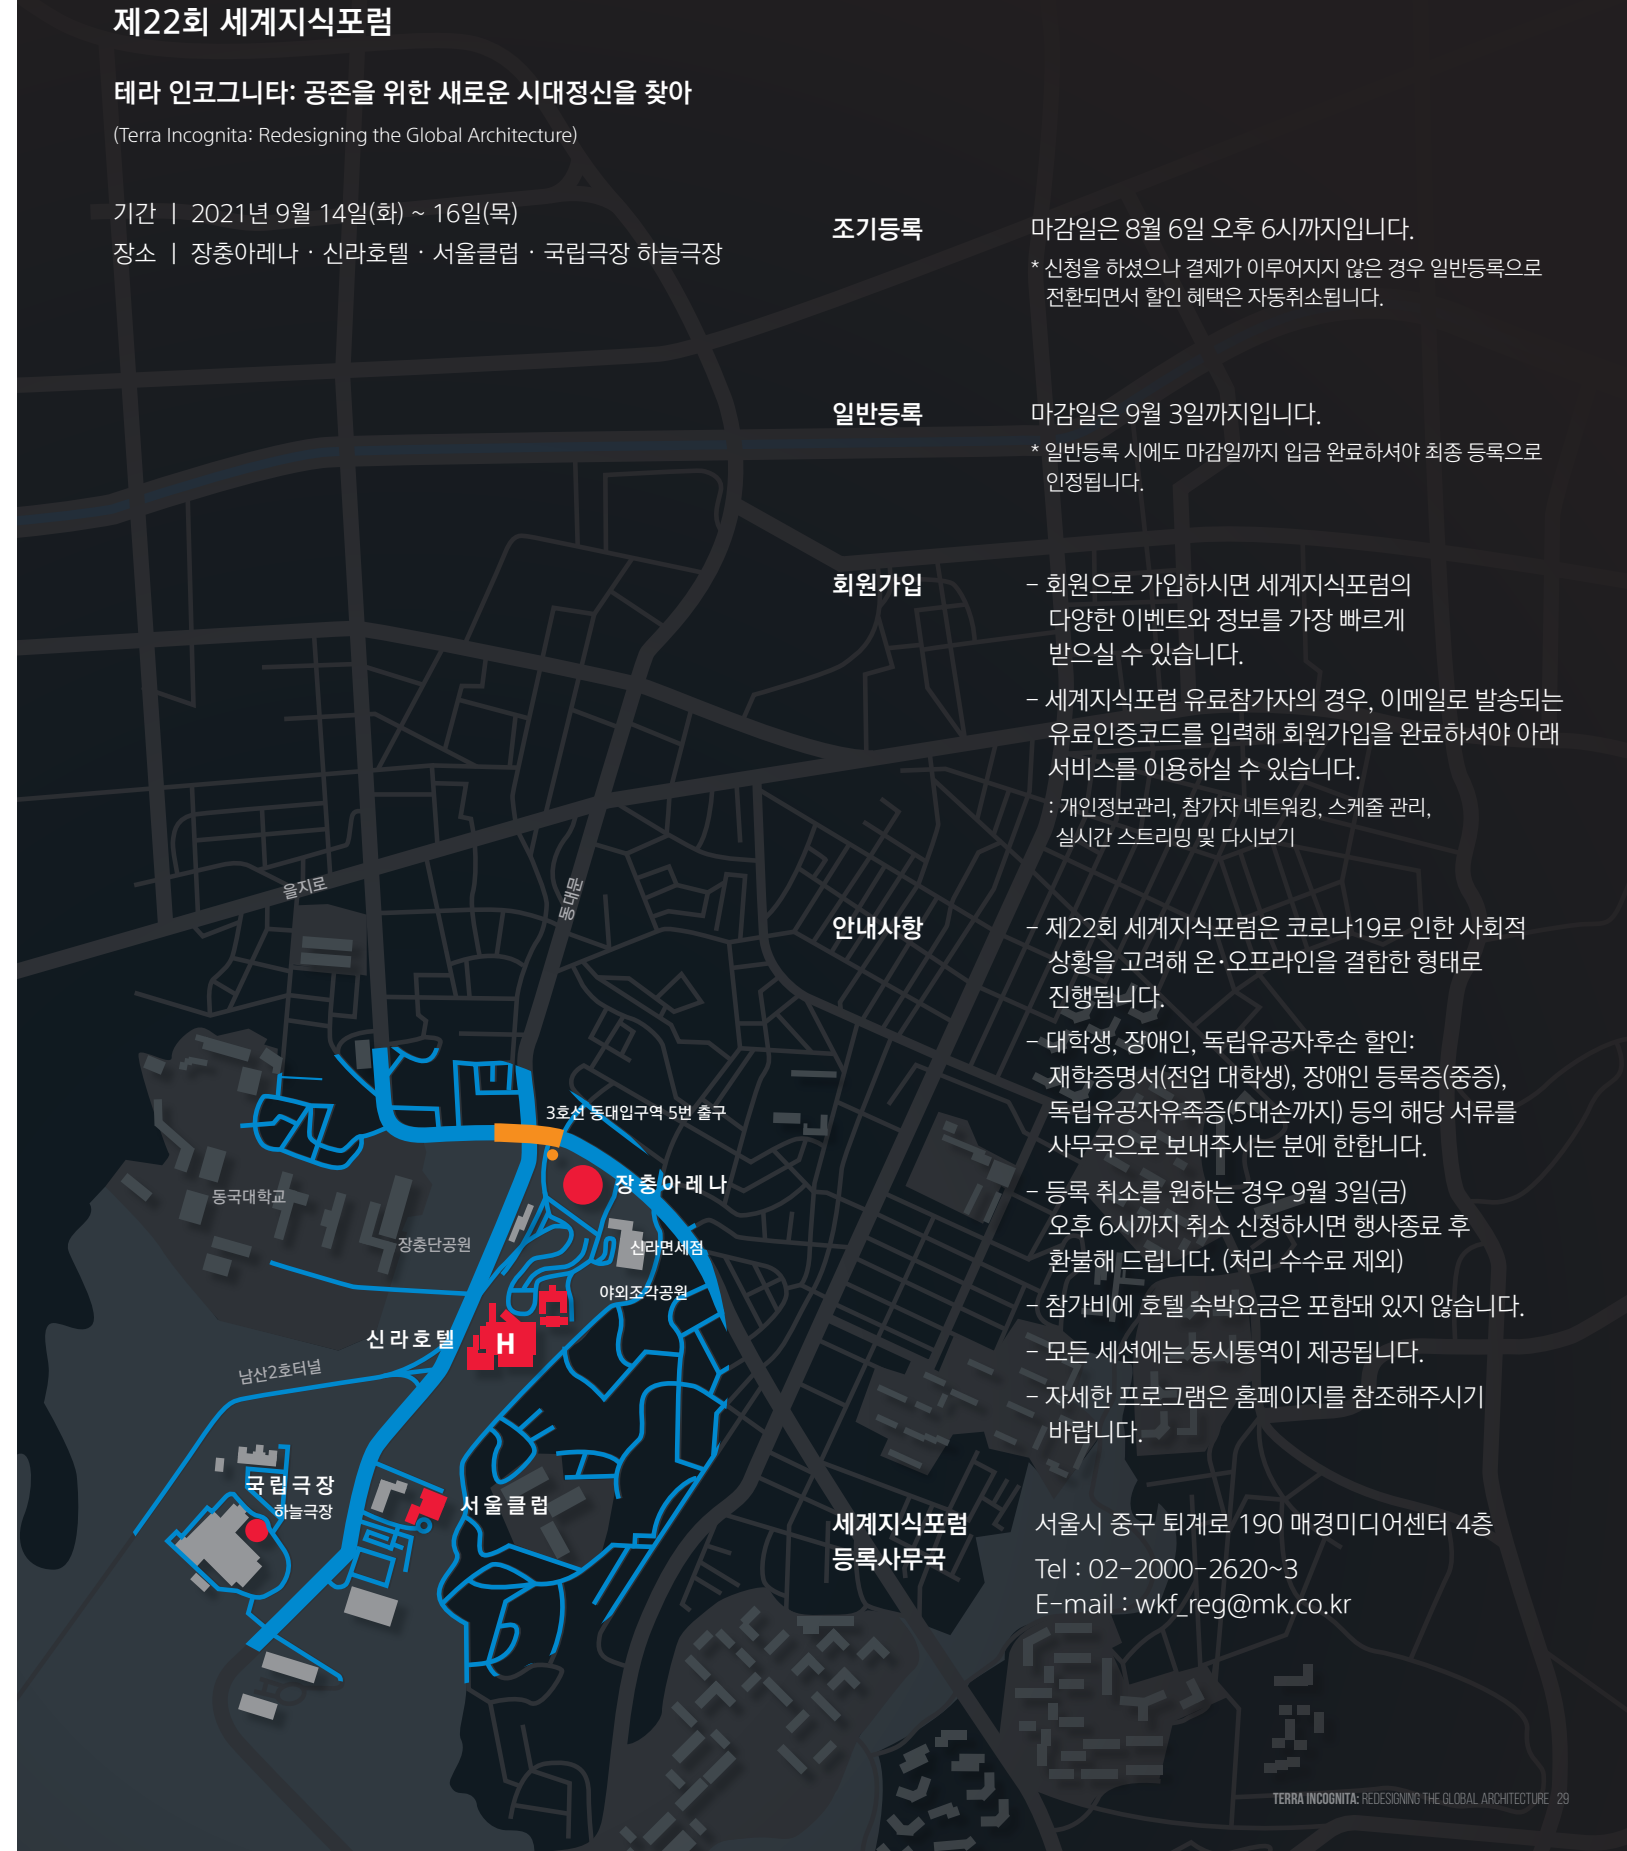 제22회 세계지식포럼
테라 인코그니타: 공존을 위한 새로운 시대정신을 찾아
(Terra Incognita: Redesigning the Global Architecture)
기간 | 2021년 9월 14일(화) ~ 16일(목)
장소 | 장충아레나 · 신라호텔 · 서울클럽 · 국립극장 하늘극장
조기등록 마감일은 8월 6일 오후 6시까지입니다.
* 신청을 하셨으나 결제가 이루어지지 않은 경우 일반등록으로
전환되면서 할인 혜택은 자동취소됩니다.
일반등록 마감일은 9월 3일까지입니다.
* 일반등록 시에도 마감일까지 입금 완료하셔야 최종 등록으로
인정됩니다.
회원가입 – 회원으로 가입하시면 세계지식포럼의
다양한 이벤트와 정보를 가장 빠르게
받으실 수 있습니다.
– 세계지식포럼 유료참가자의 경우, 이메일로 발송되는
유료인증코드를 입력해 회원가입을 완료하셔야 아래
서비스를 이용하실 수 있습니다.
: 개인정보관리, 참가자 네트워킹, 스케줄 관리,
실시간 스트리밍 및 다시보기
안내사항 – 제22회 세계지식포럼은 코로나19로 인한 사회적
상황을 고려해 온·오프라인을 결합한 형태로
진행됩니다.
– 대학생, 장애인, 독립유공자후손 할인:
재학증명서(전업 대학생), 장애인 등록증(중증),
독립유공자유족증(5대손까지) 등의 해당 서류를
사무국으로 보내주시는 분에 한합니다.
– 등록 취소를 원하는 경우 9월 3일(금)
오후 6시까지 취소 신청하시면 행사종료 후
환불해 드립니다. (처리 수수료 제외)
– 참가비에 호텔 숙박요금은 포함돼 있지 않습니다.
– 모든 세션에는 동시통역이 제공됩니다.
– 자세한 프로그램은 홈페이지를 참조해주시기
바랍니다.
세계지식포럼
등록사무국
서울시 중구 퇴계로 190 매경미디어센터 4층
Tel : 02-2000-2620~3
E-mail : wkf_reg@mk.co.kr
을지로
동대문
3호선 동대입구역 5번 출구
장충아레나
동국대학교
장충단공원
신라면세점
야외조각공원
신라호텔
H
남산2호터널
국립극장
하늘극장
서울클럽
TERRA INCOGNITA: REDESIGNING THE GLOBAL ARCHITECTURE 29